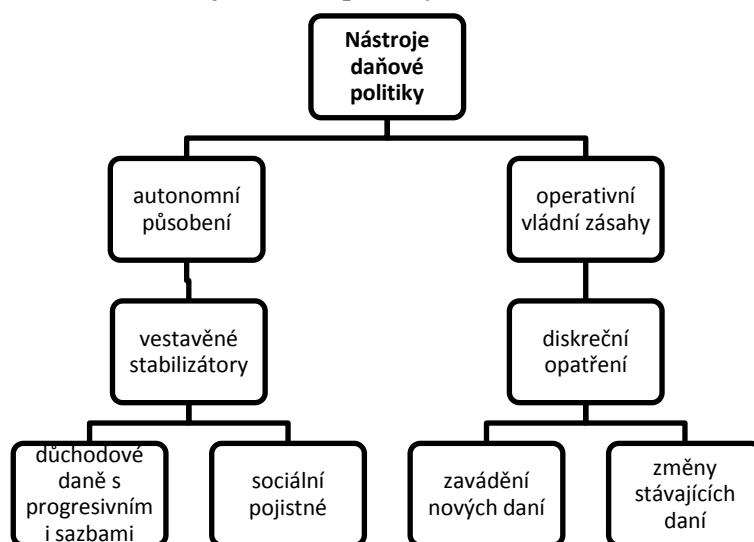 Nástroje
daňové
politiky
autonomní
působení
operativní
vládní zásahy
vestavěné
stabilizátory
diskreční
opatření
důchodové
daně s
progresivním
i sazbami
sociální
pojistné
zavádění
nových daní
změny
stávajících
daní